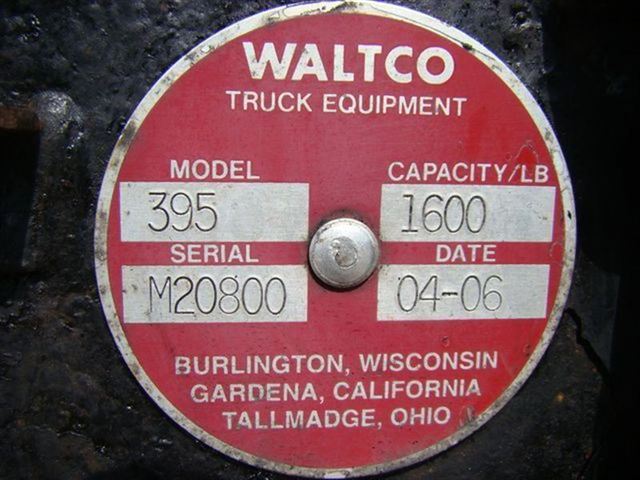 WALTCO
TRUCK EQUIPMENT
MODEL CAPACITY/LB
395 1600
SERIAL DATE
M20800 04-06
BURLINGTON, WISCONSIN
GARDENA, CALIFORNIA
TALLMADGE, OHIO